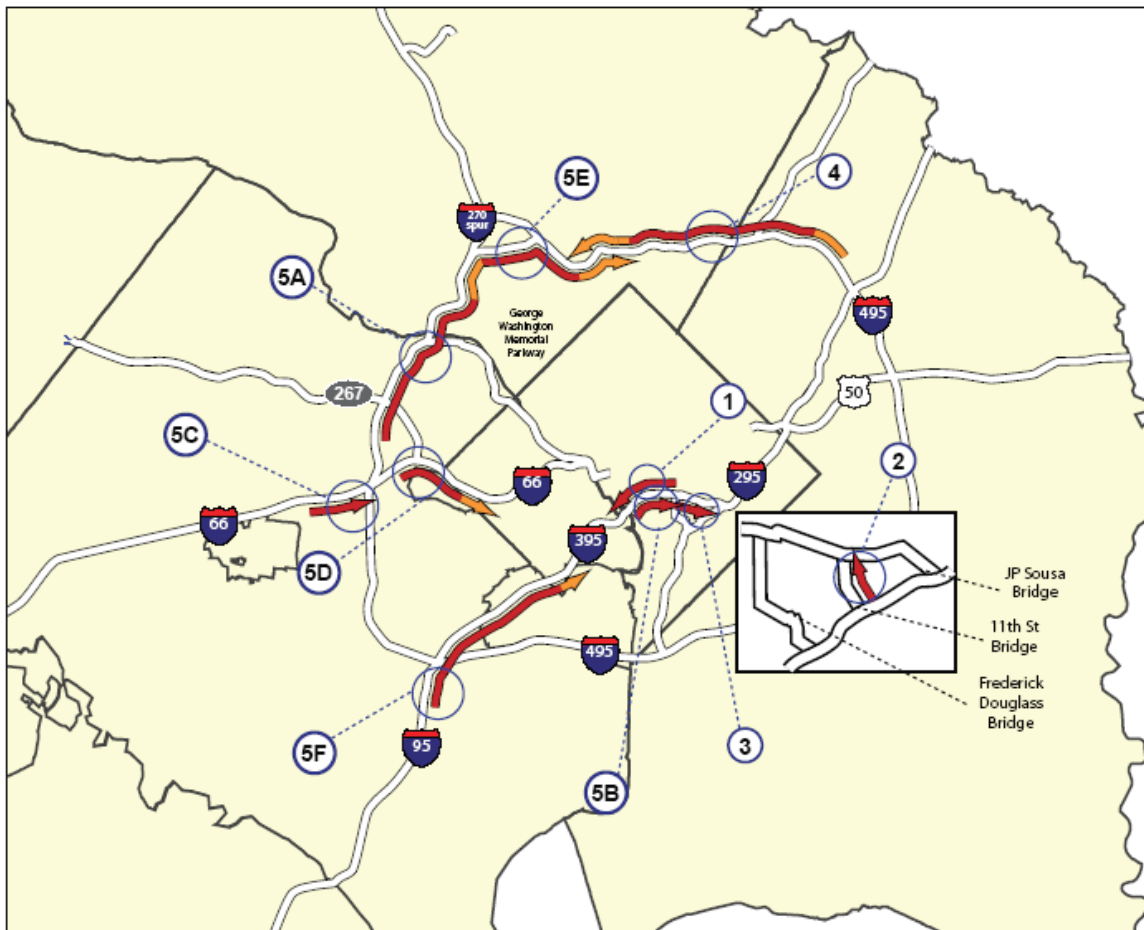 5E
4
270
spur
5A
George
Washington
Memorial
Parkway
495
267
50
1
5C
2
66
295
66
395
5D
JP Sousa
Bridge
11th St
Bridge
495
Frederick
Douglass
Bridge
5F
95
3
5B